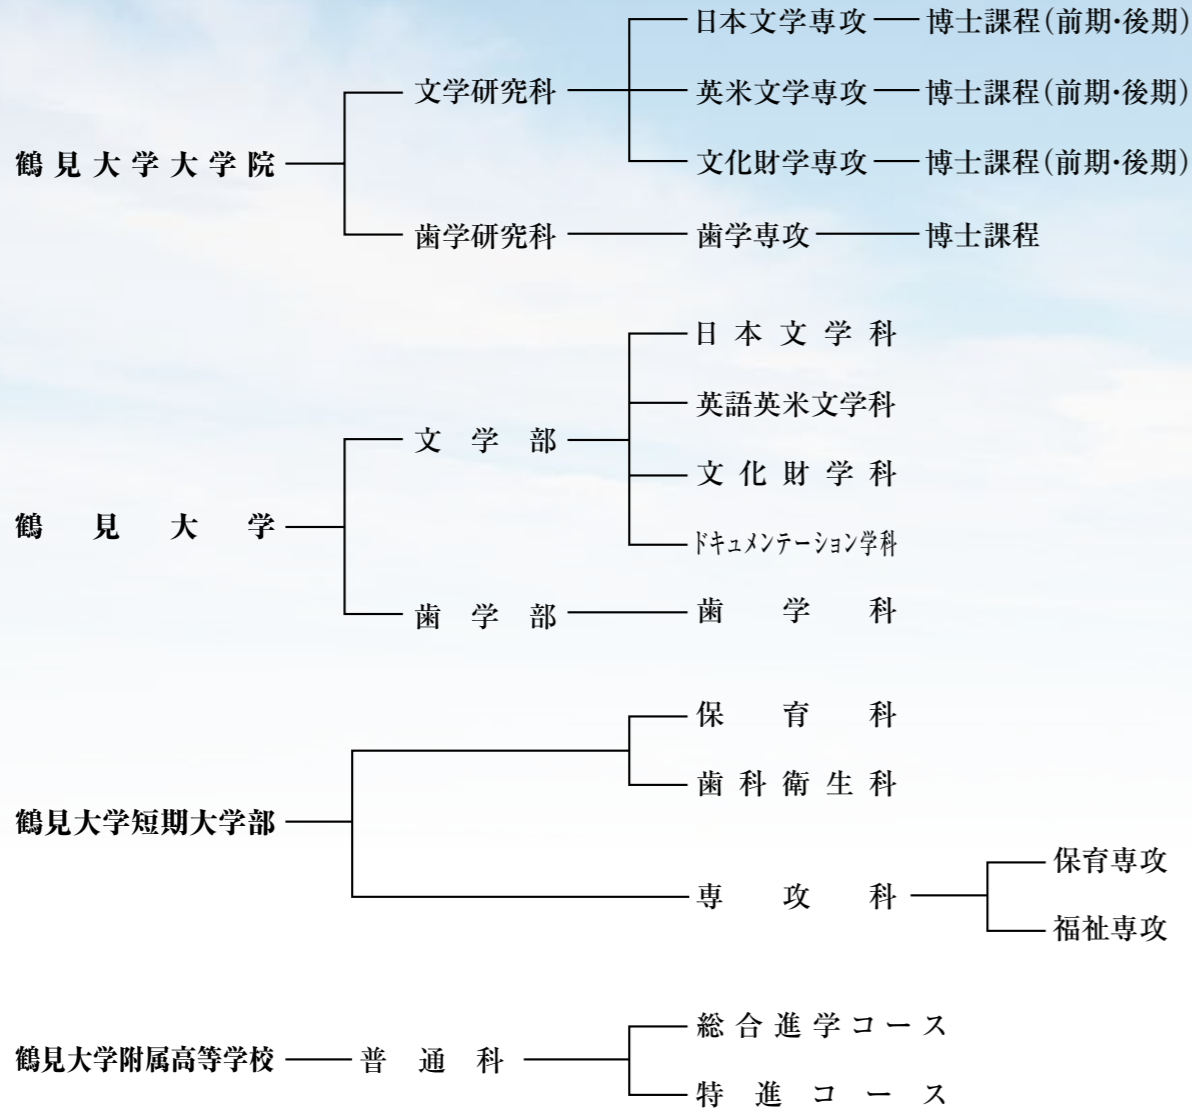 日本文学専攻 博士課程(前期・後期)
文学研究科 英米文学専攻 博士課程(前期・後期)
鶴見大学大学院 文化財学専攻 博士課程(前期・後期)
歯学研究科 歯学専攻 博士課程
日本文学科
英語英米文学科
文学部
文化財学科
鶴見大学
ドキュメンテーション学科
歯学部 歯学科
保育科
歯科衛生科
鶴見大学短期大学部
専攻科
保育専攻
福祉専攻
鶴見大学附属高等学校 普通科
総合進学コース
特進コース